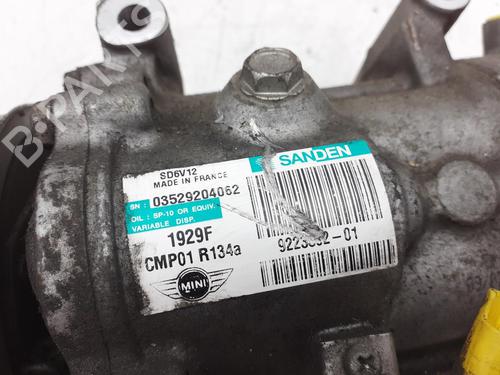 B-PARTS
SANDEN
SD6V12
MADE IN FRANCE
SN: 03529204062
OIL: SP-10 OR EQUIV.
VARIABLE DISP.
1929F
CMP01 R134a
MINI